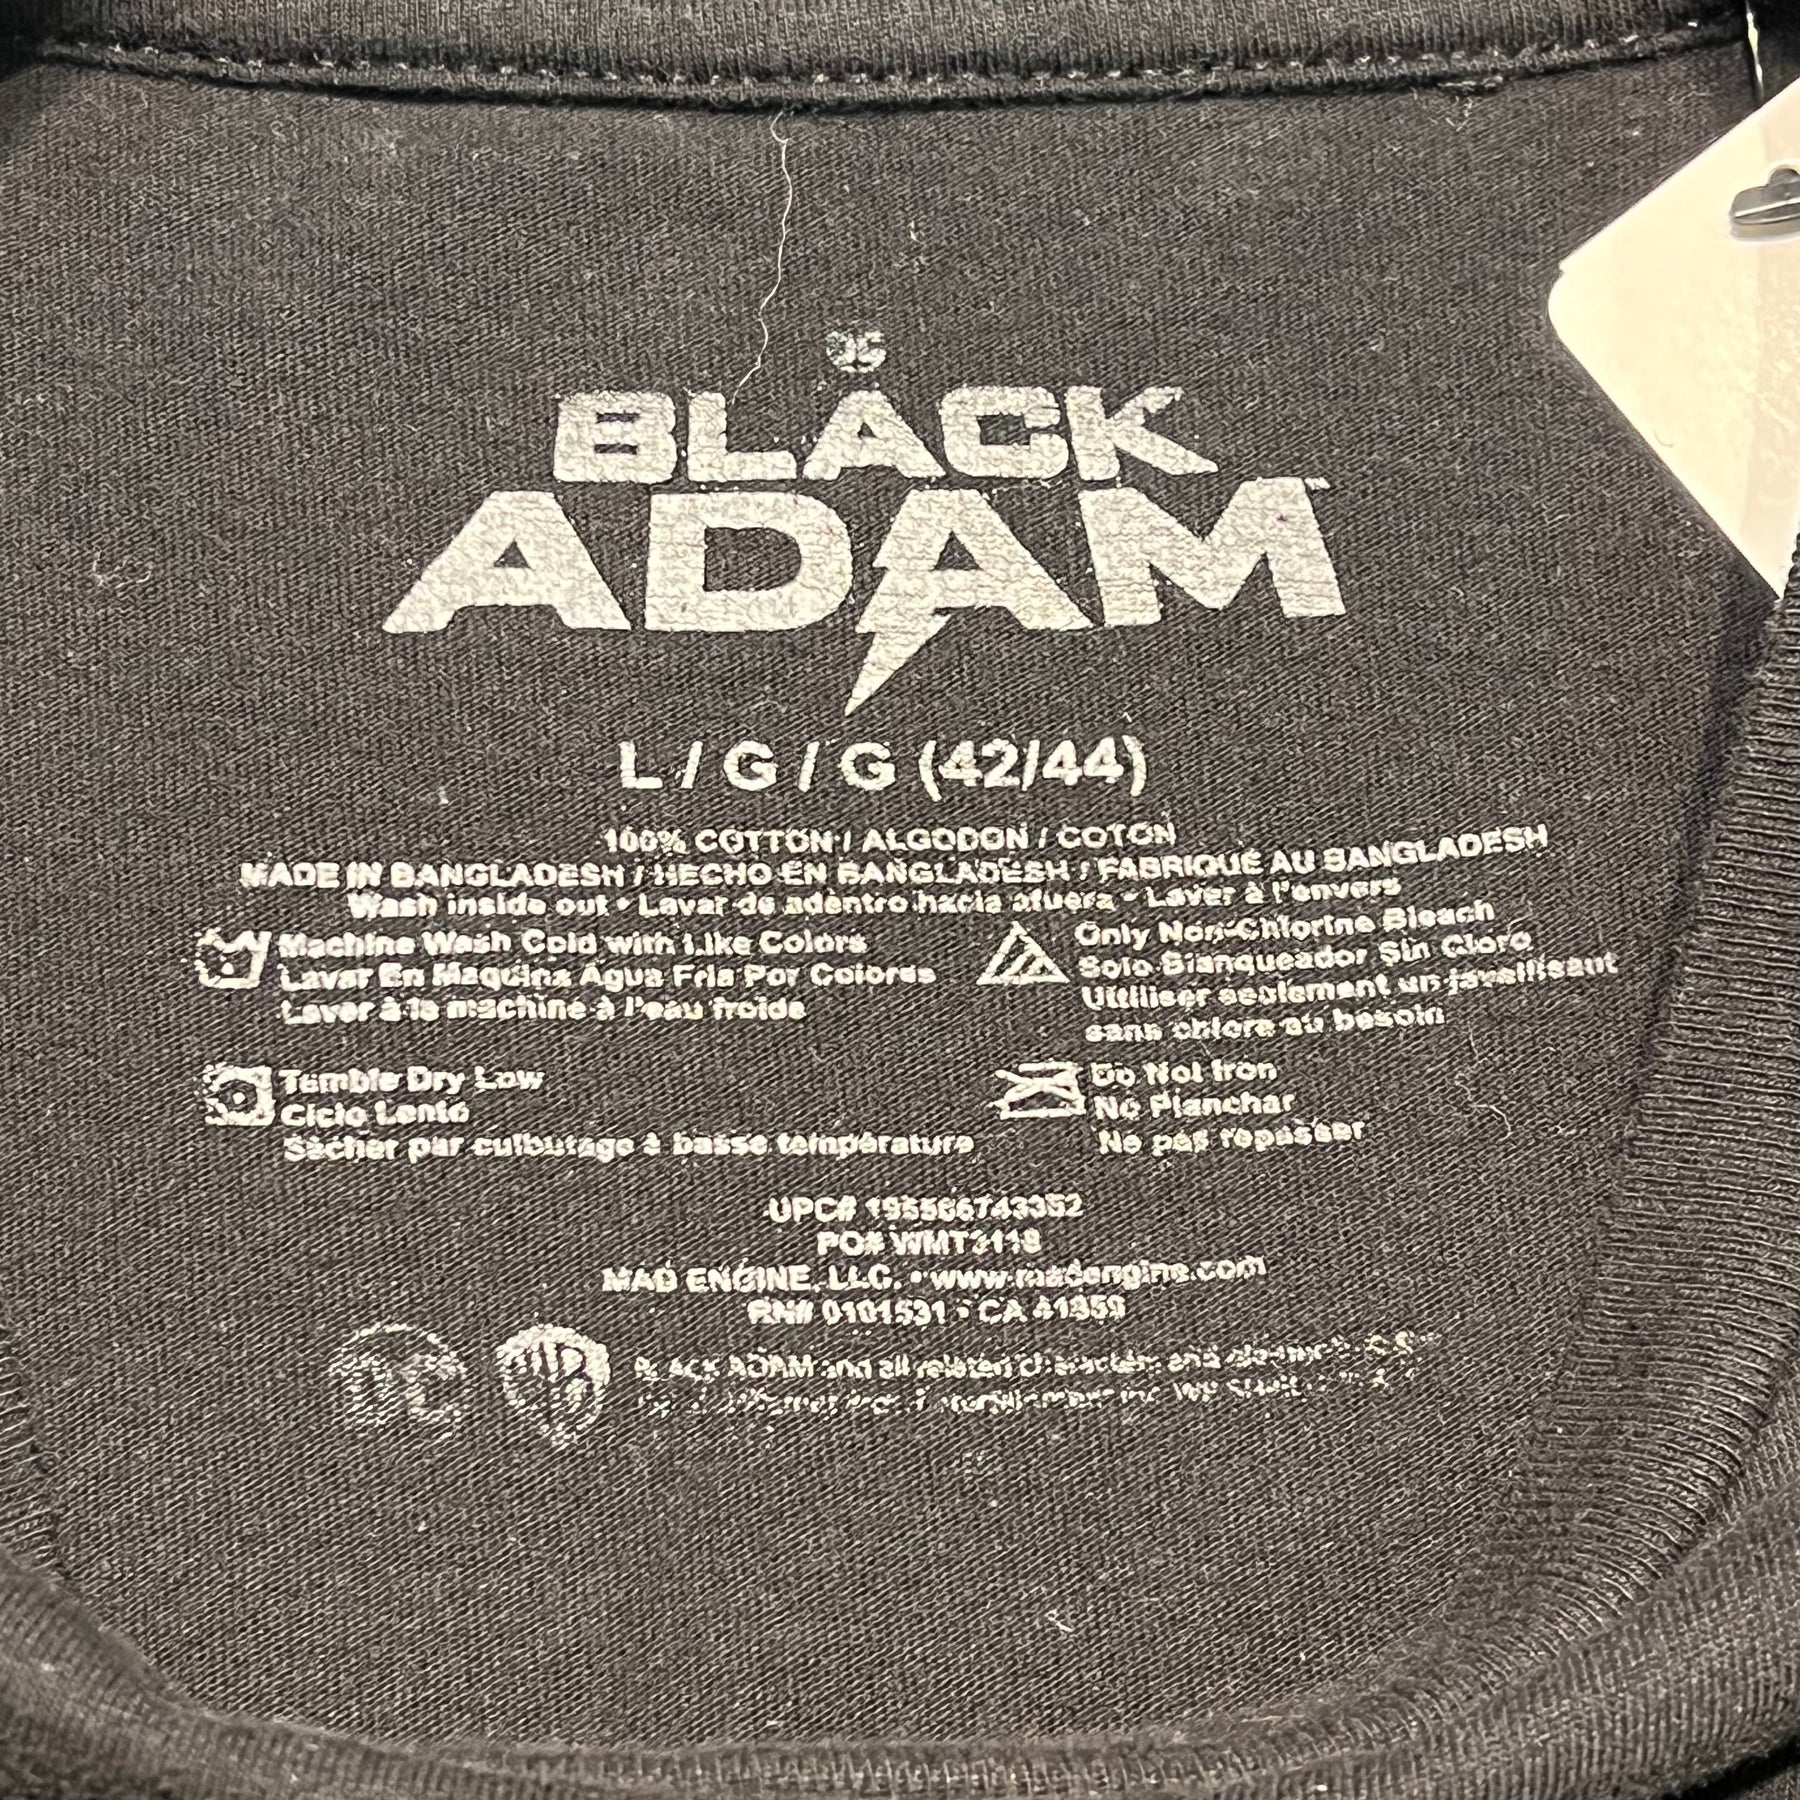 DC
BLACK
ADAM
L / G / G (42/44)
100% COTTON / ALGODON / COTON
MADE IN BANGLADESH / HECHO EN BANGLADESH / FABRIQUÉ AU BANGLADESH
Wash inside out • Lavar de adentro hacia afuera • Laver à l'envers
Machine Wash Cold with Like Colors
Lavar En Maquina Agua Fria Por Colores
Laver à la machine à l'eau froide
Only Non-Chlorine Bleach
Solo Blanqueador Sin Cloro
Utiliser seulement un javellisant
sans chlore au besoin
Tumble Dry Low
Ciclo Lento
Sécher par culbutage à basse température
Do Not Iron
No Planchar
Ne pas repasser
UPC# 195566743352
PO# WMT3118
MAD ENGINE, LLC. • www.madengine.com
RN# 0101531 • CA 41359
DC
WB
BLACK ADAM and all related characters and elements